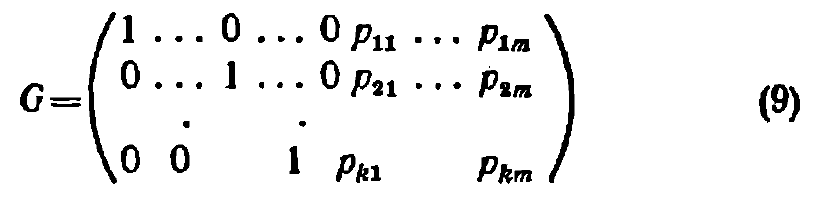 1 ... 0 ... 0 p₁₁ ... p₁ₘ
G= 0 ... 1 ... 0 p₂₁ ... p₂ₘ (9)
. .
0 0 1 pₖ₁ pₖₘ